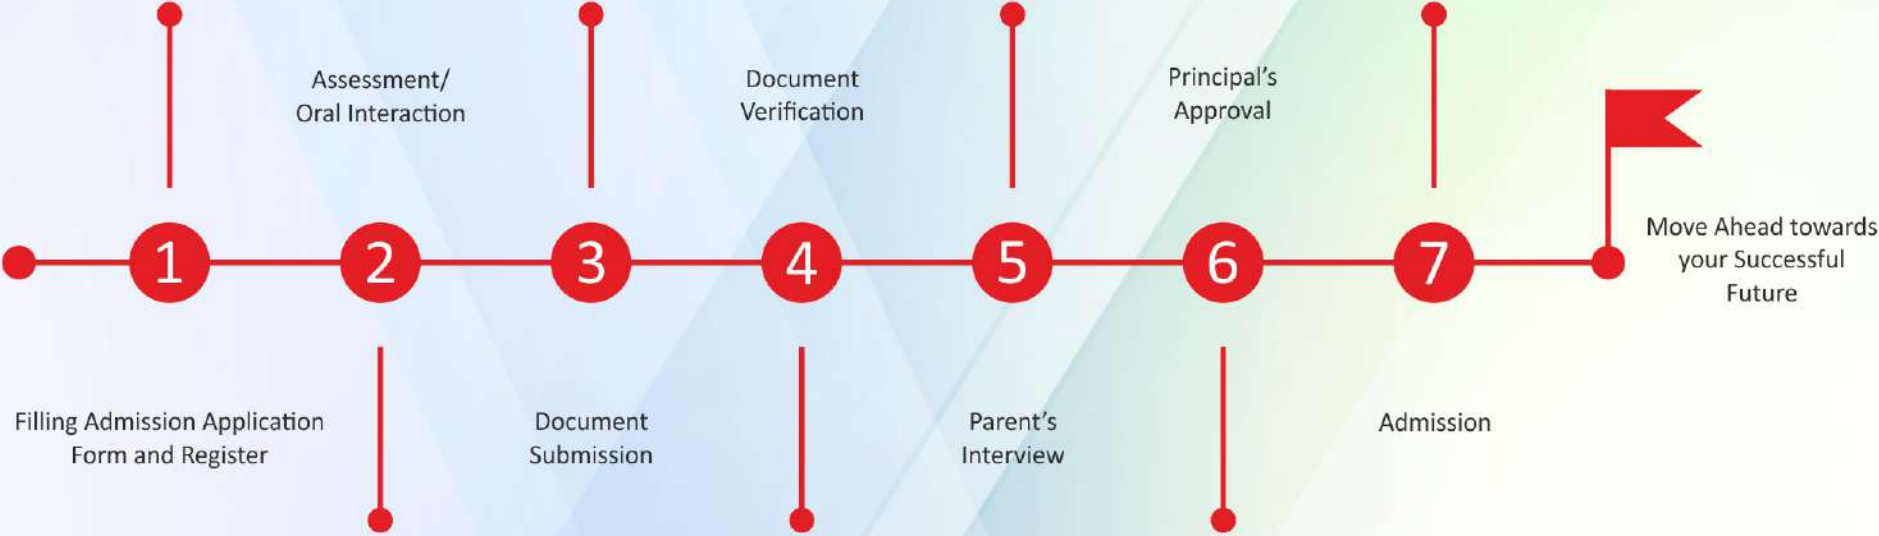 Assessment/
Oral Interaction
Document
Verification
Principal's
Approval
1
2
3
4
5
6
7
Move Ahead towards
your Successful
Future
Filling Admission Application
Form and Register
Document
Submission
Parent's
Interview
Admission